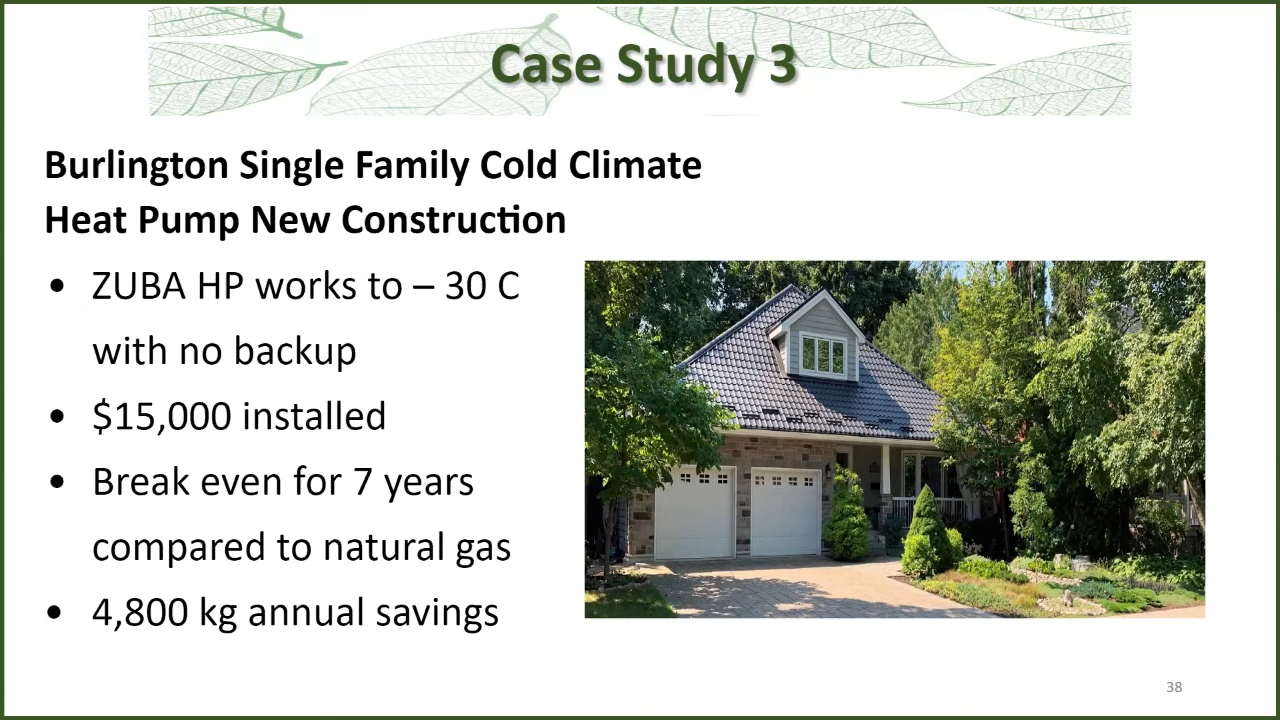 Case Study 3
Burlington Single Family Cold Climate
Heat Pump New Construction
• ZUBA HP works to – 30 C
with no backup
• $15,000 installed
• Break even for 7 years
compared to natural gas
• 4,800 kg annual savings
38